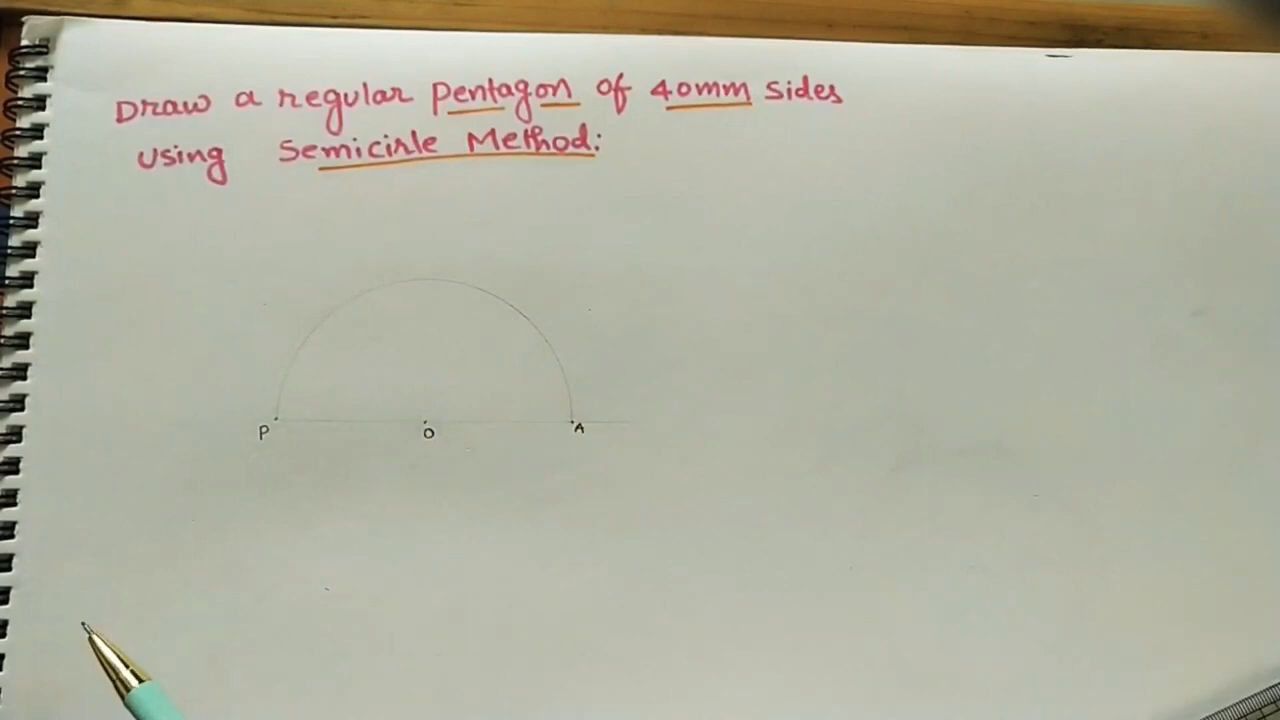 Draw a regular pentagon of 40mm sides
using Semicirle Method:
P
O
A